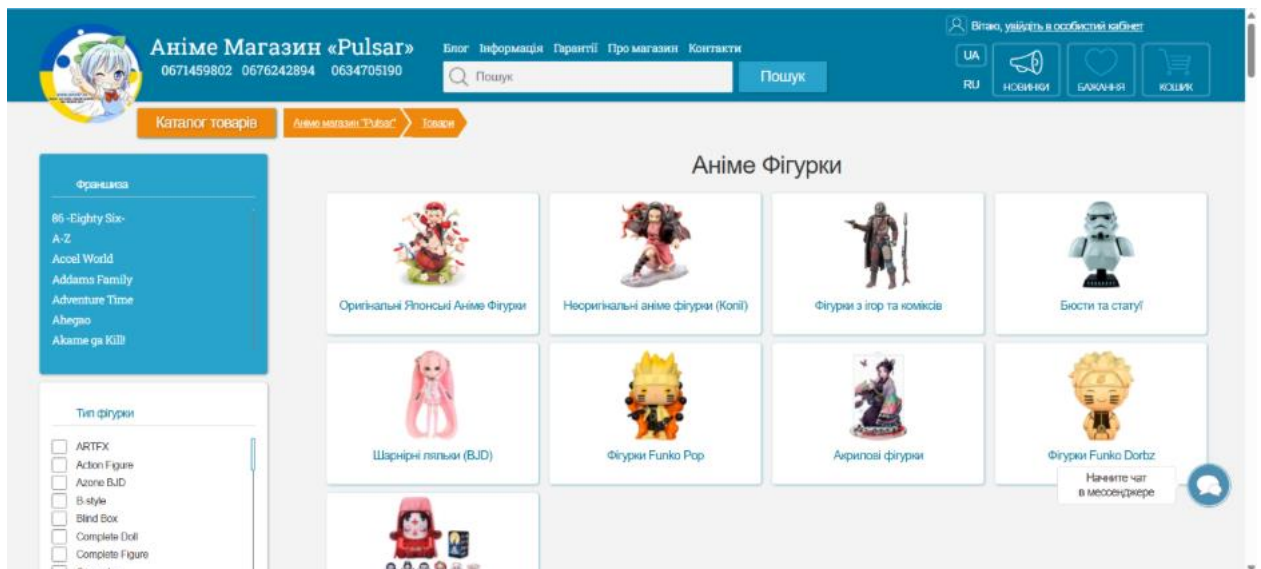 Аніме Магазин «Pulsar»
0671459802 0676242894 0634705190
Блог Інформація Гарантії Про магазин Контакти
Пошук
Пошук
Вітаю, увійдіть в особистий кабінет
UA
RU
НОВИНКИ
БАЖАННЯ
КОШИК
Каталог товарів
Аніме магазин "Pulsar"
Товари
Франшиза
86 -Eighty Six-
A-Z
Accel World
Addams Family
Adventure Time
Ahegao
Akame ga Kill!
Тип фігурки
ARTFX
Action Figure
Azone BJD
B-style
Blind Box
Complete Doll
Complete Figure
Аніме Фігурки
Оригінальні Японські Аніме Фігурки
Неоригінальні аніме фігурки (Копії)
Фігурки з ігор та коміксів
Бюсти та статуї
Шарнірні ляльки (BJD)
Фігурки Funko Pop
Акрилові фігурки
Фігурки Funko Dorbz
Начните чат
в мессенджере